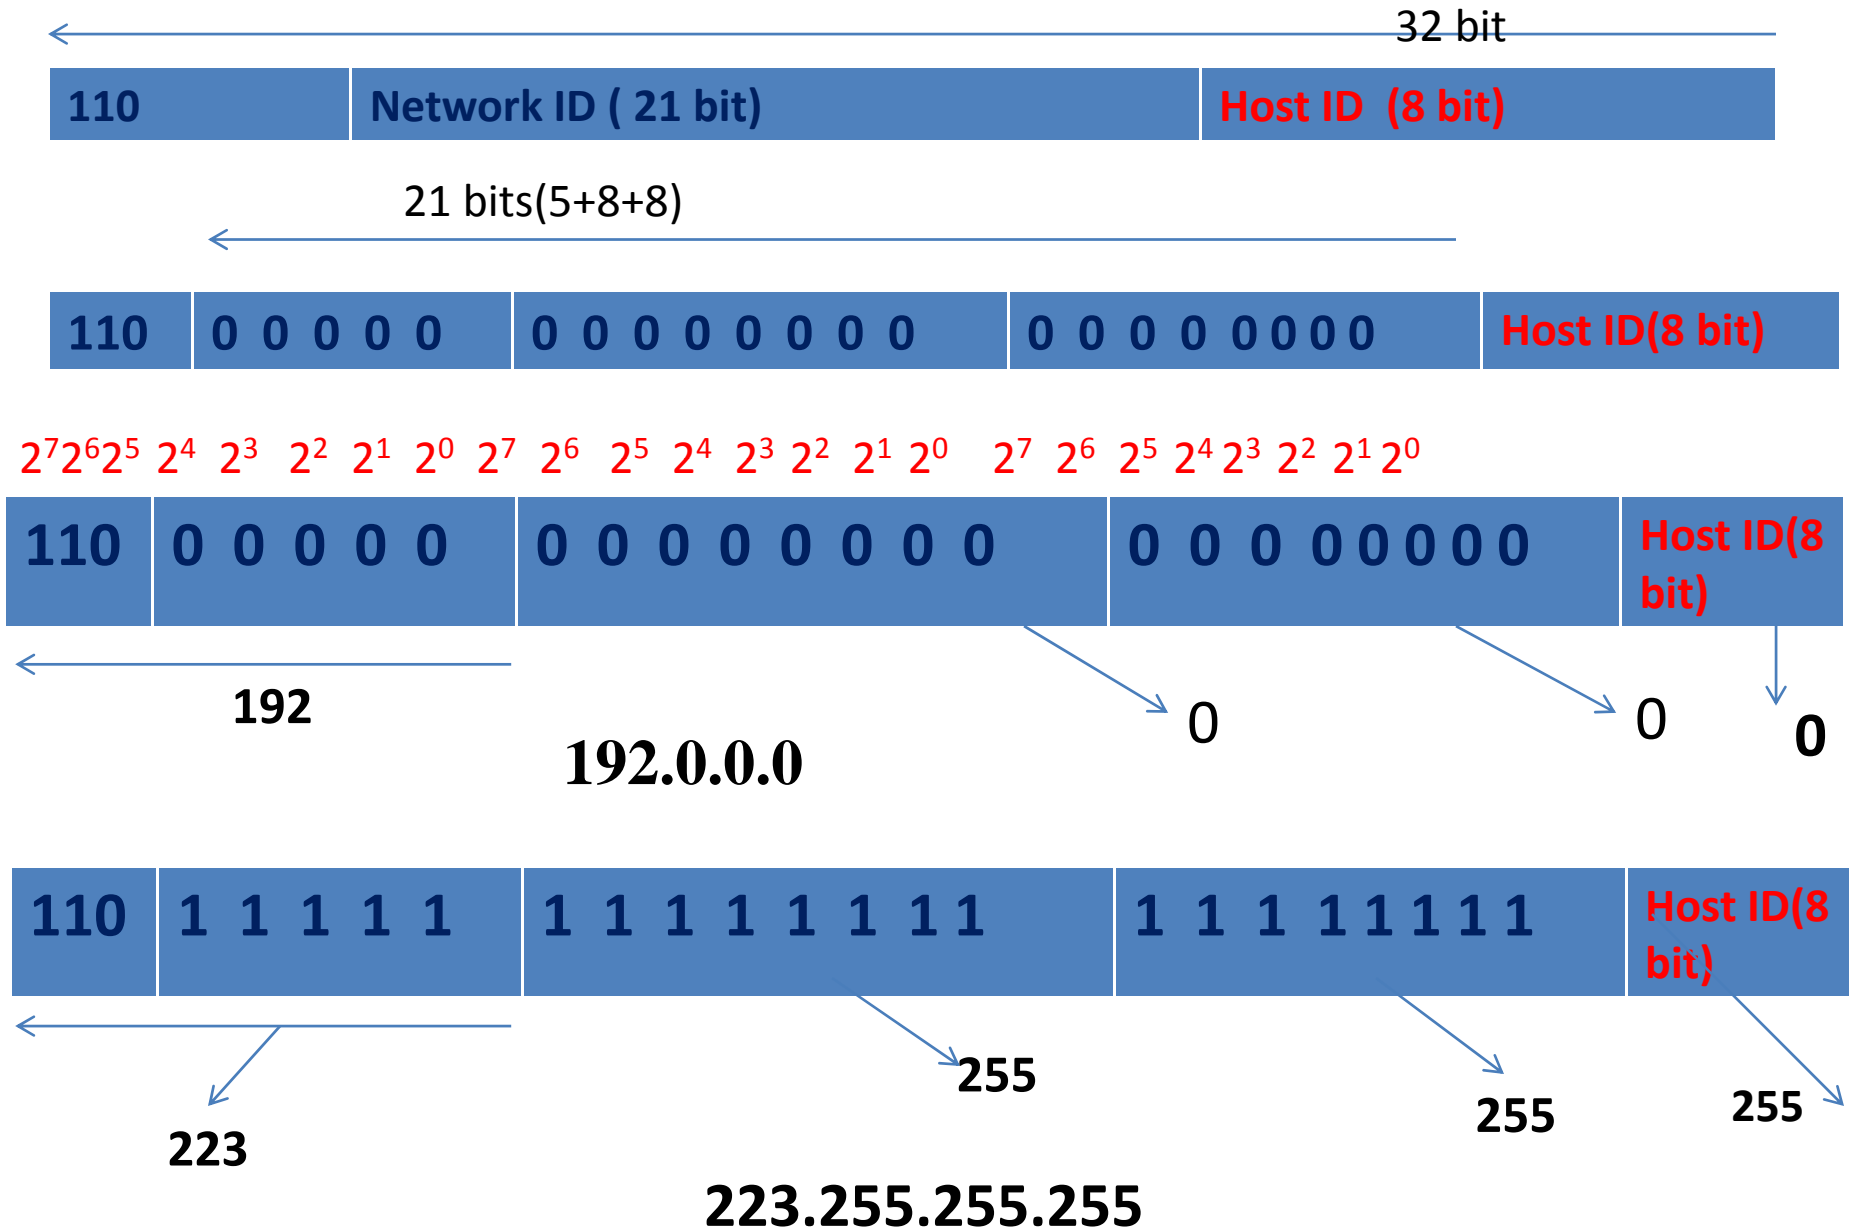 32 bit
110 Network ID ( 21 bit) Host ID (8 bit)
21 bits(5+8+8)
110 0 0 0 0 0 0 0 0 0 0 0 0 0 0 0 0 0 0 0 0 0 Host ID(8 bit)
2⁷2⁶2⁵ 2⁴ 2³ 2² 2¹ 2⁰ 2⁷ 2⁶ 2⁵ 2⁴ 2³ 2² 2¹ 2⁰ 2⁷ 2⁶ 2⁵ 2⁴ 2³ 2² 2¹ 2⁰
110 0 0 0 0 0 0 0 0 0 0 0 0 0 0 0 0 0 0 0 0 0 Host ID(8
bit)
192 0 0 0
192.0.0.0
110 1 1 1 1 1 1 1 1 1 1 1 1 1 1 1 1 1 1 1 1 1 Host ID(8
bit)
255
223 255 255
223.255.255.255